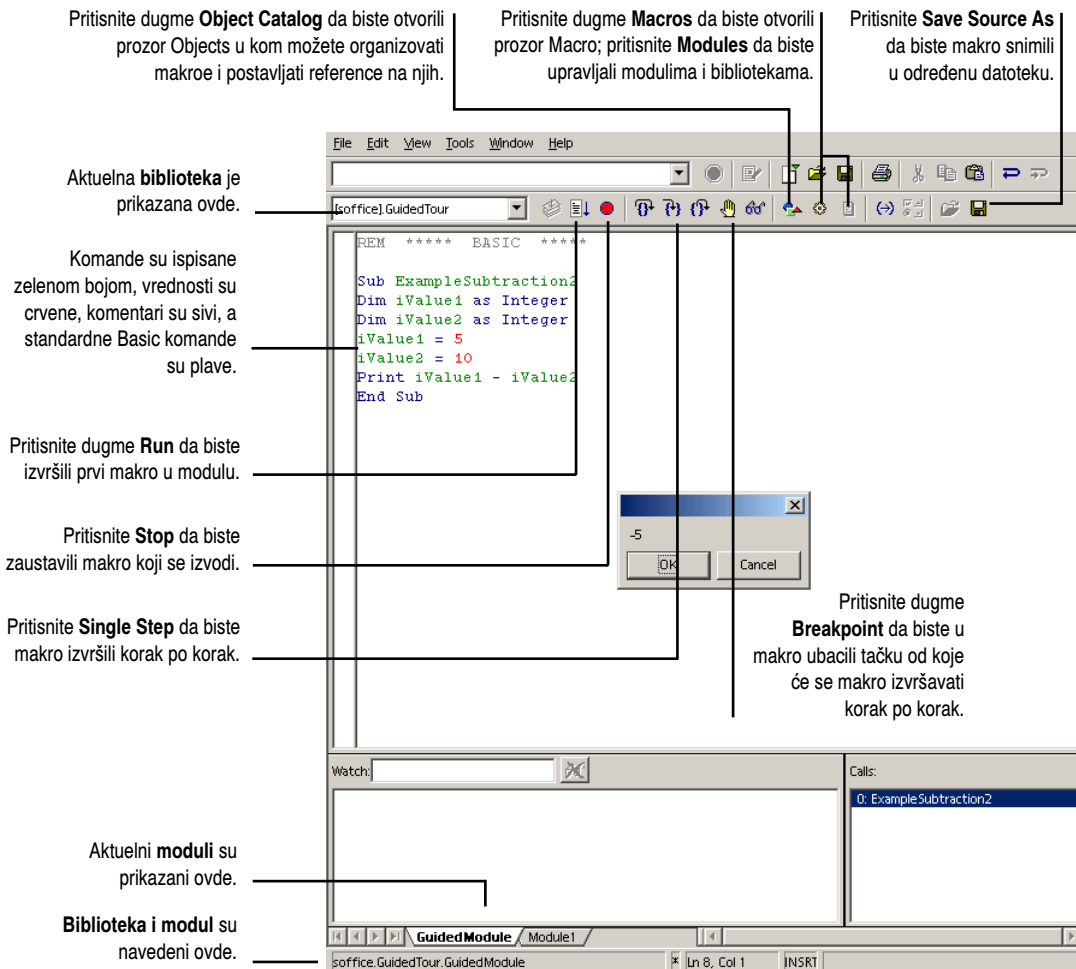 Pritisnite dugme Object Catalog da biste otvorili
prozor Objects u kom možete organizovati
makroe i postavljati reference na njih.
Pritisnite dugme Macros da biste otvorili
prozor Macro; pritisnite Modules da biste
upravljali modulima i bibliotekama.
Pritisnite Save Source As
da biste makro snimili
u određenu datoteku.
File Edit View Tools Window Help
Aktuelna biblioteka je
prikazana ovde.
[soffice].GuidedTour
Komande su ispisane
zelenom bojom, vrednosti su
crvene, komentari su sivi, a
standardne Basic komande
su plave.
REM ***** BASIC *****
Sub ExampleSubtraction2
Dim iValue1 as Integer
Dim iValue2 as Integer
iValue1 = 5
iValue2 = 10
Print iValue1 - iValue2
End Sub
Pritisnite dugme Run da biste
izvršili prvi makro u modulu.
Pritisnite Stop da biste
zaustavili makro koji se izvodi.
-5
OK Cancel
Pritisnite Single Step da biste
makro izvršili korak po korak.
Pritisnite dugme
Breakpoint da biste u
makro ubacili tačku od koje
će se makro izvršavati
korak po korak.
Watch:
Calls:
0: ExampleSubtraction2
Aktuelni moduli su
prikazani ovde.
Biblioteka i modul su
navedeni ovde.
GuidedModule Module1
soffice.GuidedTour.GuidedModule * Ln 8, Col 1 INSRT